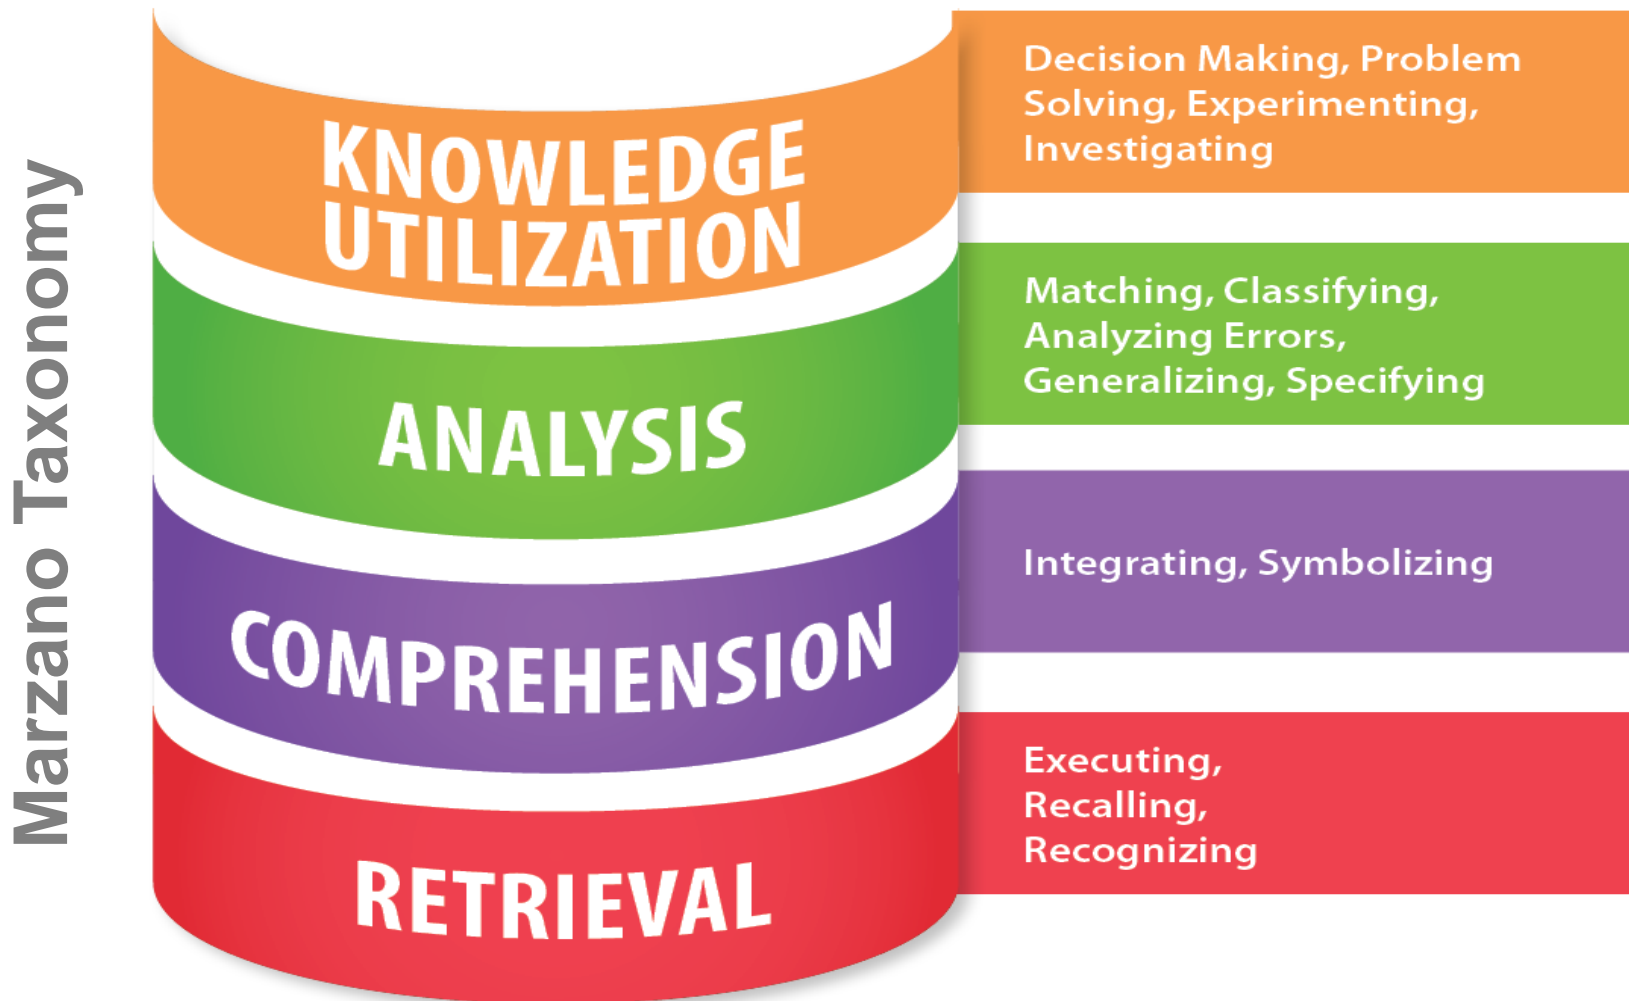 Marzano Taxonomy
KNOWLEDGE
UTILIZATION
Decision Making, Problem
Solving, Experimenting,
Investigating
ANALYSIS
Matching, Classifying,
Analyzing Errors,
Generalizing, Specifying
COMPREHENSION
Integrating, Symbolizing
RETRIEVAL
Executing,
Recalling,
Recognizing